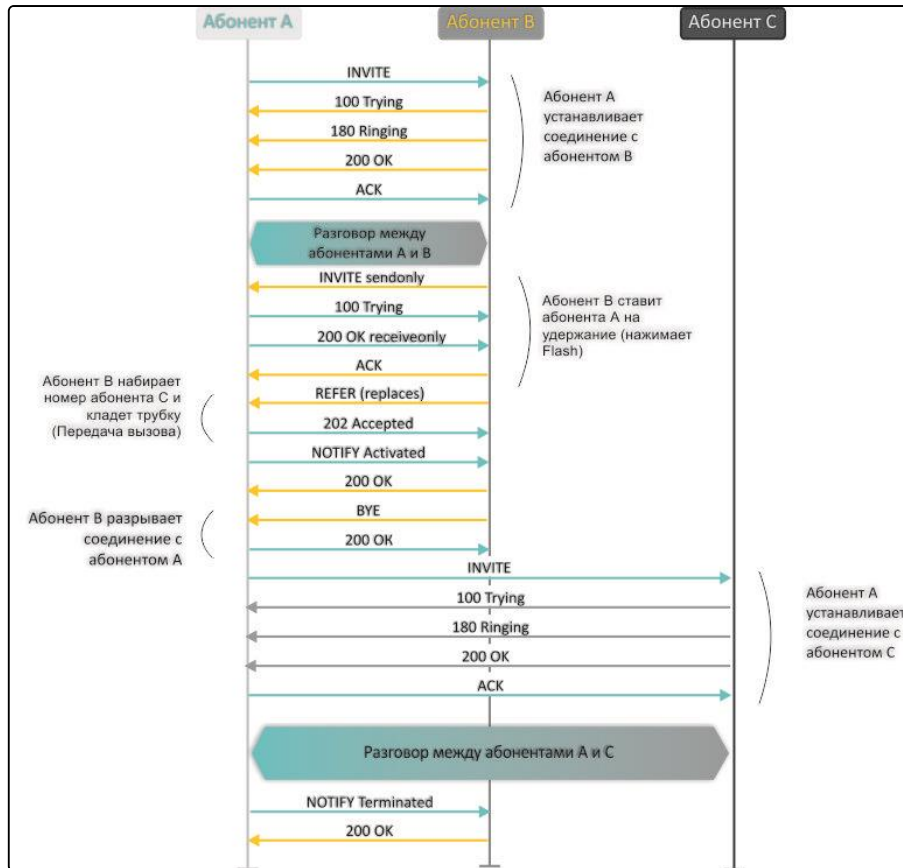 Абонент А
Абонент В
Абонент С
INVITE
100 Trying
180 Ringing
200 OK
ACK
Абонент А
устанавливает
соединение с
абонентом В
Разговор между
абонентами А и В
INVITE sendonly
100 Trying
200 OK receiveonly
ACK
Абонент В ставит
абонента А на
удержание (нажимает
Flash)
Абонент В набирает
номер абонента С и
кладет трубку
(Передача вызова)
REFER (replaces)
202 Accepted
NOTIFY Activated
200 OK
Абонент В разрывает
соединение с
абонентом А
BYE
200 OK
INVITE
100 Trying
180 Ringing
200 OK
ACK
Абонент А
устанавливает
соединение с
абонентом С
Разговор между абонентами А и С
NOTIFY Terminated
200 OK